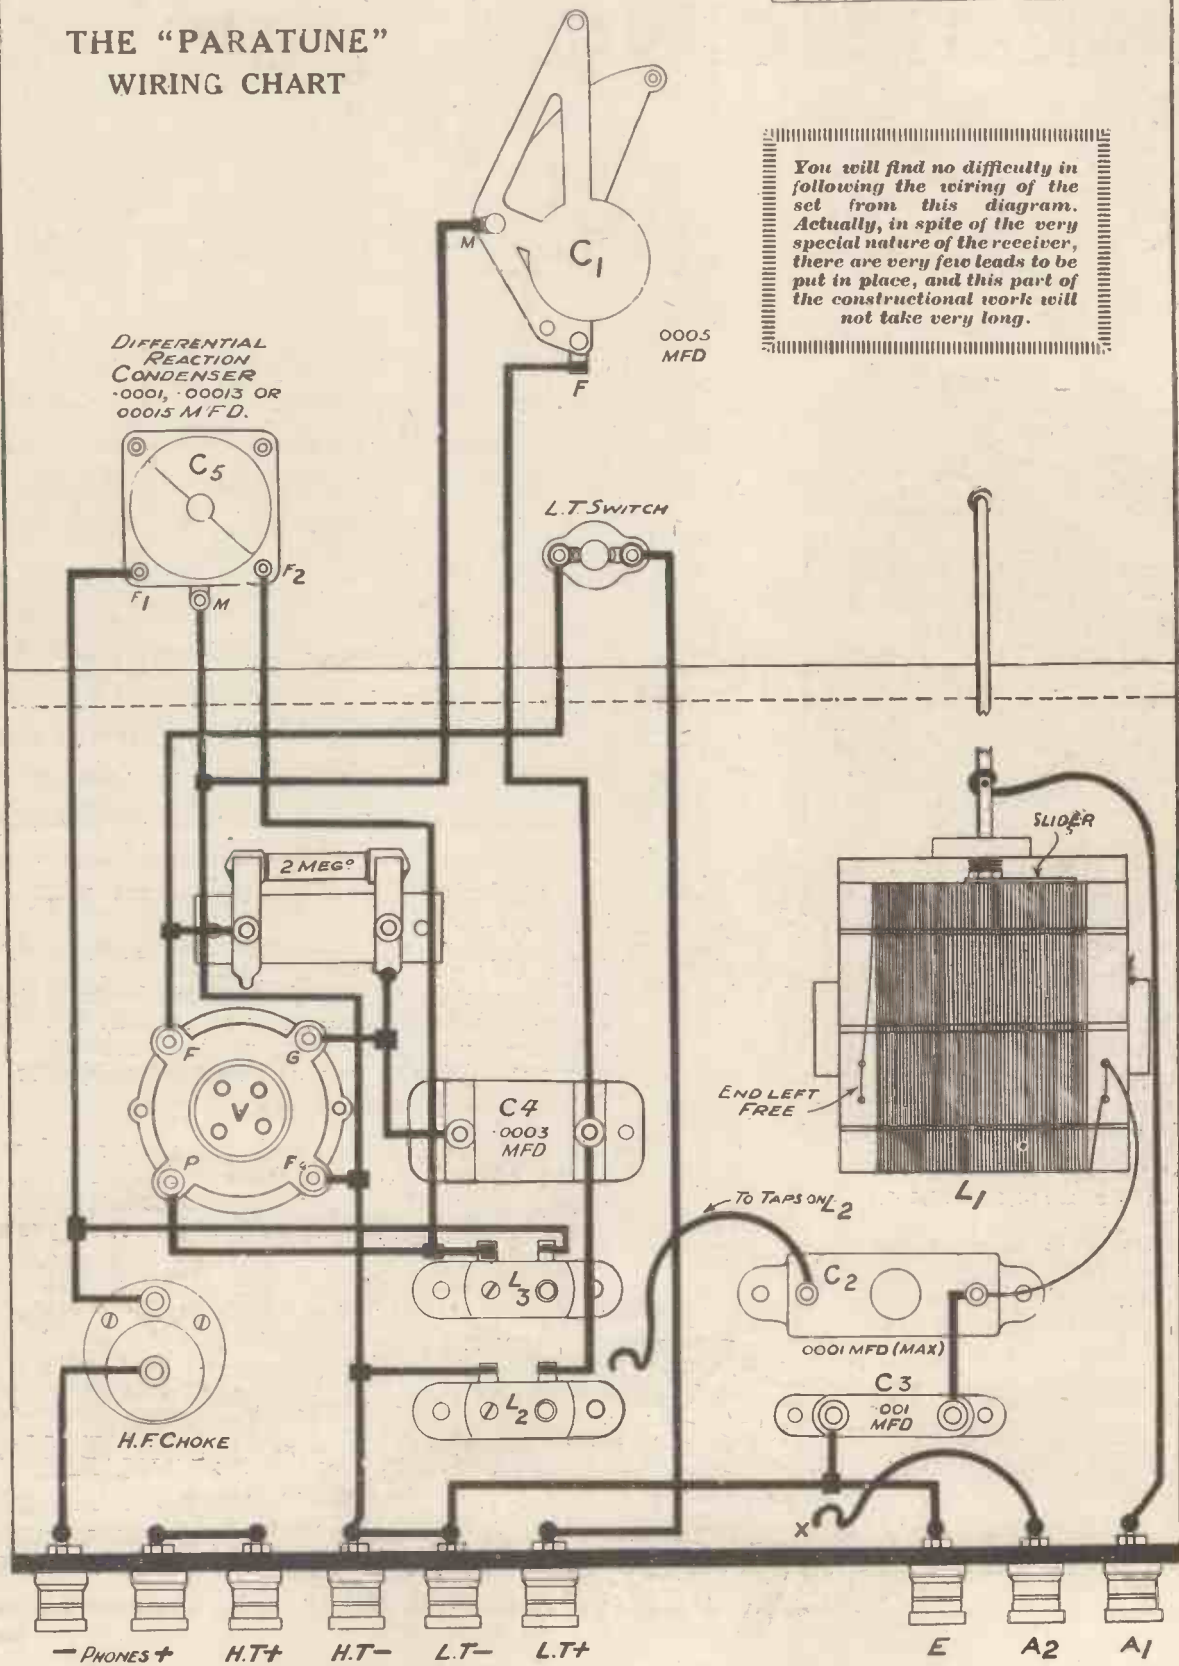 THE "PARATUNE"
WIRING CHART
You will find no difficulty in
following the wiring of the
set from this diagram.
Actually, in spite of the very
special nature of the receiver,
there are very few leads to be
put in place, and this part of
the constructional work will
not take very long.
M
C1
0005
MFD
F
DIFFERENTIAL
REACTION
CONDENSER
·0001, ·00013 OR
00015 MFD.
C5
F1
M
F2
L.T SWITCH
SLIDER
2 MEGº
F
G
V
P
F
C4
·0003
MFD
END LEFT
FREE
L1
TO TAPS ON L2
L3
C2
0001 MFD (MAX)
L2
C3
·001
MFD
H.F. CHOKE
X
- PHONES +
H.T+
H.T-
L.T-
L.T+
E
A2
A1